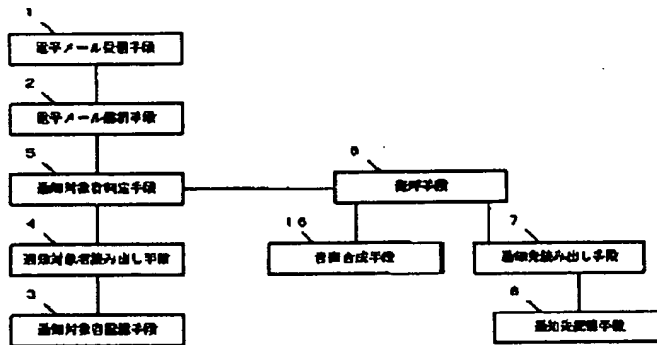 1
電子メール受信手段
2
電子メール解析手段
5
通知対象者判定手段
4
通知対象者読み出し手段
3
通知対象者記憶手段
発呼手段
16
音声合成手段
7
通知先読み出し手段
通知先記憶手段